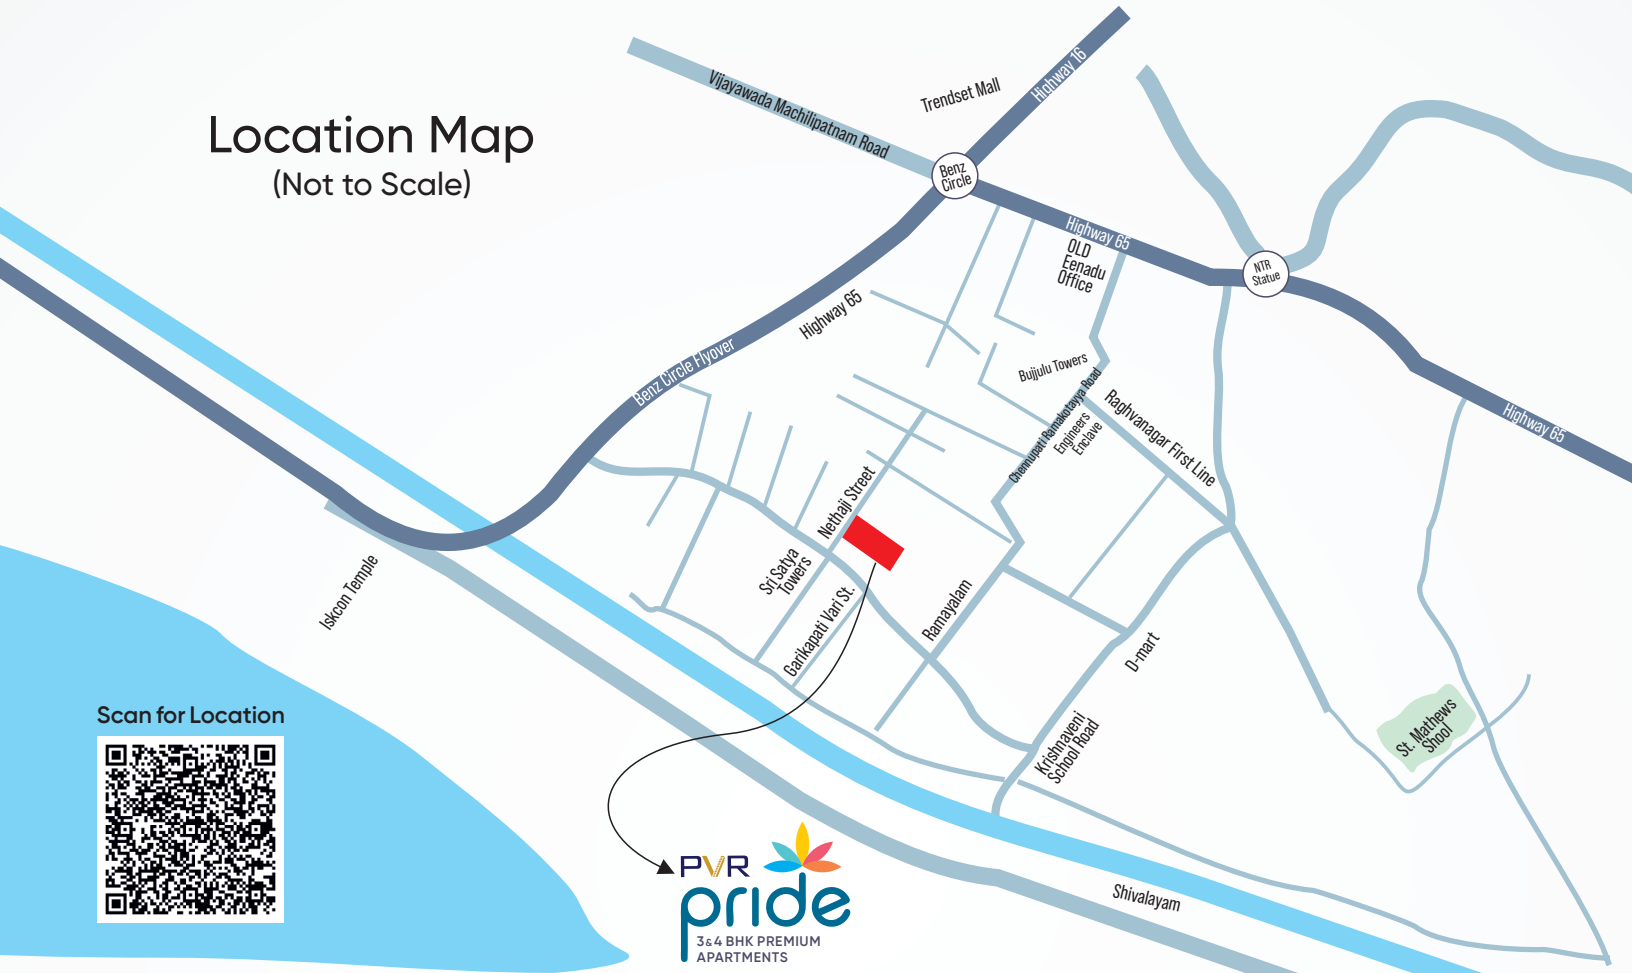 Location Map
(Not to Scale)
Vijayawada Machilipatnam Road
Trendset Mall
Highway 16
Benz
Circle
Highway 65
OLD
Eenadu
Office
NTR
Statue
Highway 65
Highway 65
Benz Circle Flyover
Bujjulu Towers
Chennupati Ramakotayya Road
Engineers
Enclave
Raghvanagar First Line
Nethaji Street
Sri Satya
Towers
Garikapati Vari St.
Ramayalam
Iskcon Temple
D-mart
Krishnaveni
School Road
St. Mathews
Shool
Shivalayam
Scan for Location
PVR
pride
3&4 BHK PREMIUM
APARTMENTS